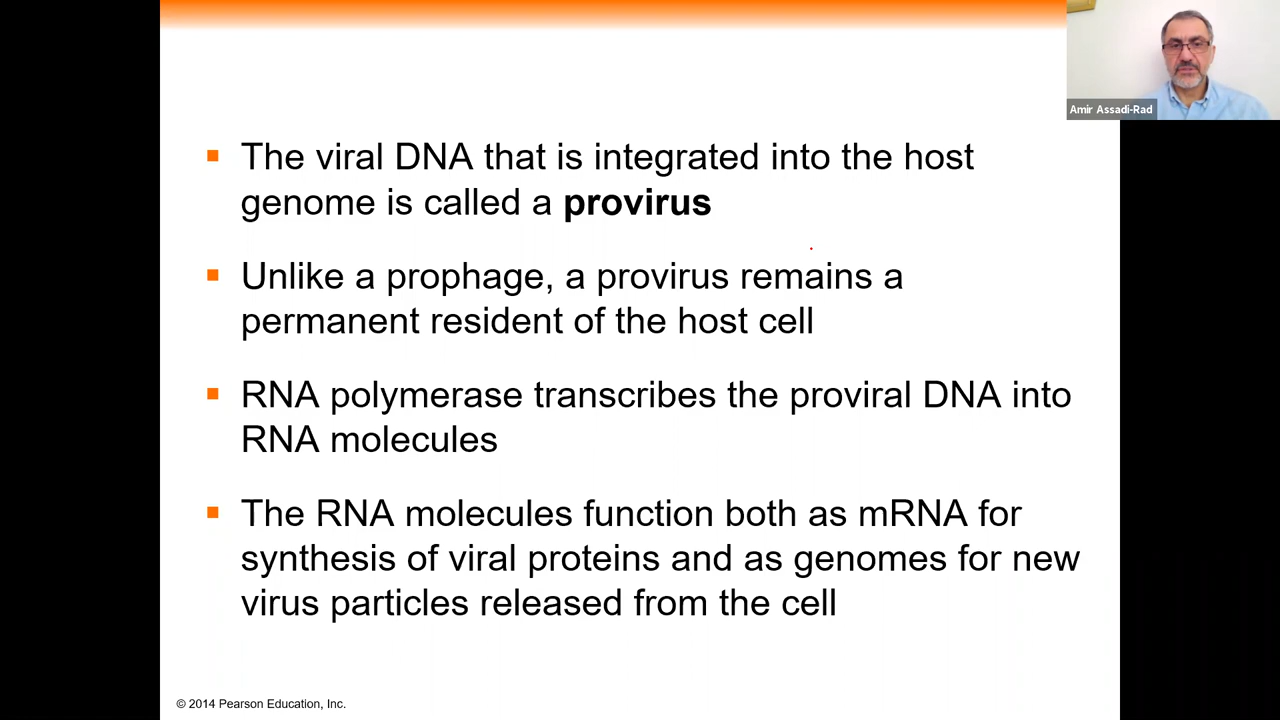 Amir Assadi-Rad
▪ The viral DNA that is integrated into the host
genome is called a provirus
▪ Unlike a prophage, a provirus remains a
permanent resident of the host cell
▪ RNA polymerase transcribes the proviral DNA into
RNA molecules
▪ The RNA molecules function both as mRNA for
synthesis of viral proteins and as genomes for new
virus particles released from the cell
© 2014 Pearson Education, Inc.